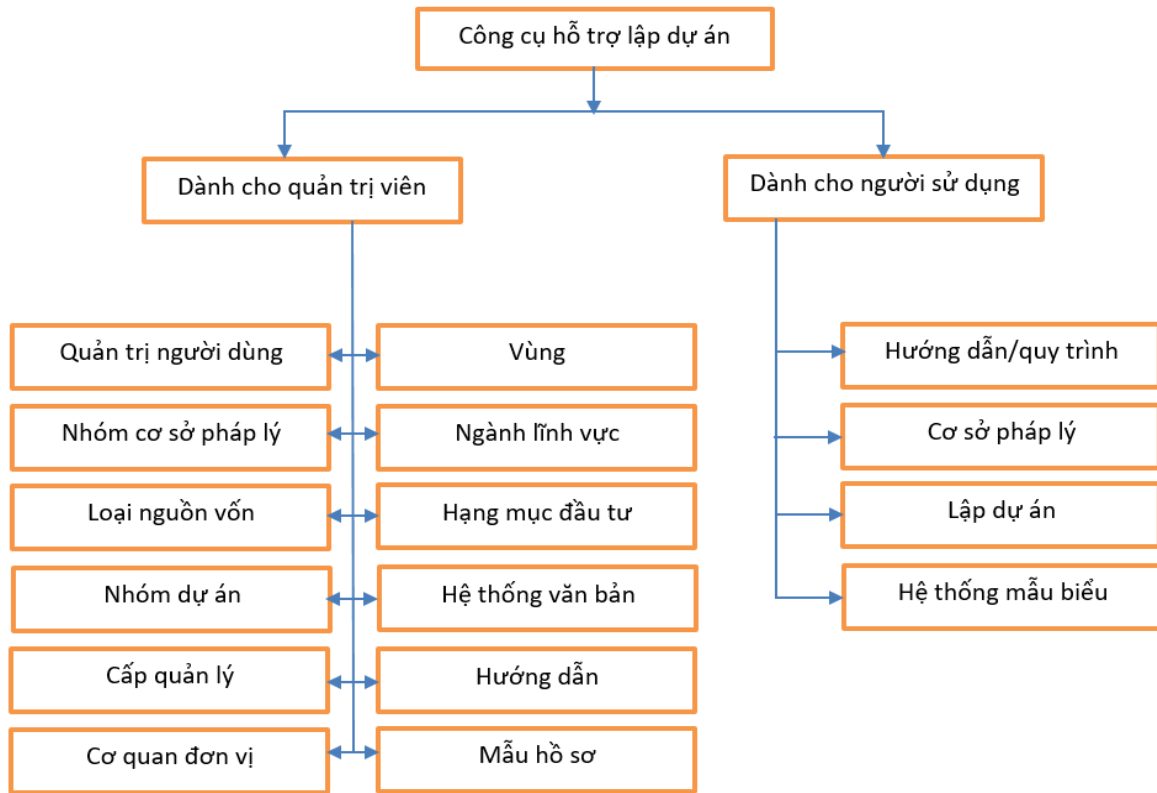 Công cụ hỗ trợ lập dự án
Dành cho quản trị viên
Dành cho người sử dụng
Quản trị người dùng
Vùng
Nhóm cơ sở pháp lý
Ngành lĩnh vực
Loại nguồn vốn
Hạng mục đầu tư
Nhóm dự án
Hệ thống văn bản
Cấp quản lý
Hướng dẫn
Cơ quan đơn vị
Mẫu hồ sơ
Hướng dẫn/quy trình
Cơ sở pháp lý
Lập dự án
Hệ thống mẫu biểu